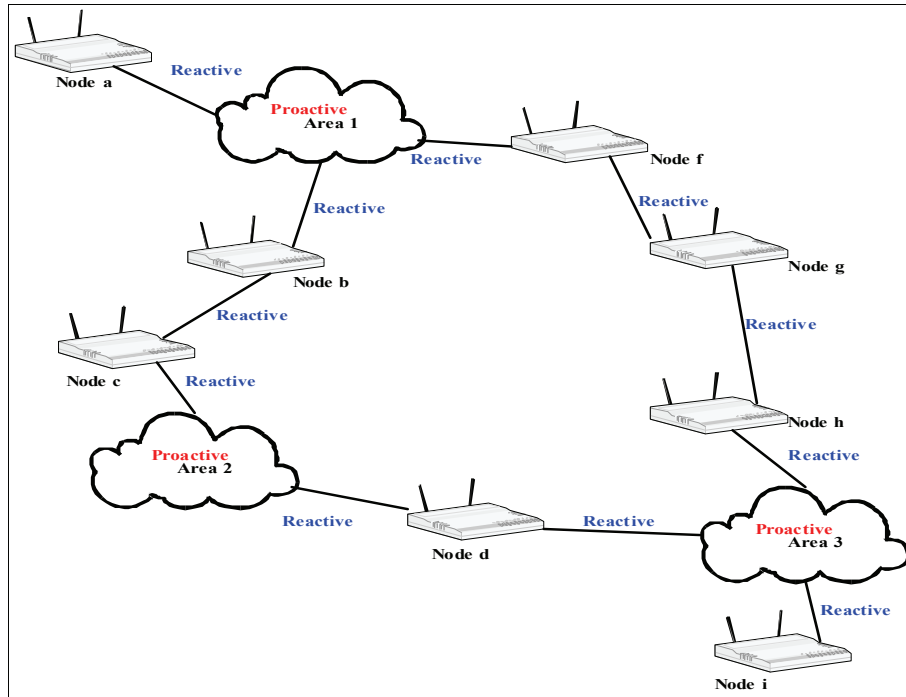 Node a
Reactive
Proactive
Area 1
Reactive
Node f
Reactive
Reactive
Node b
Node g
Reactive
Reactive
Node c
Reactive
Node h
Proactive
Area 2
Reactive
Reactive
Reactive
Node d
Proactive
Area 3
Reactive
Node i